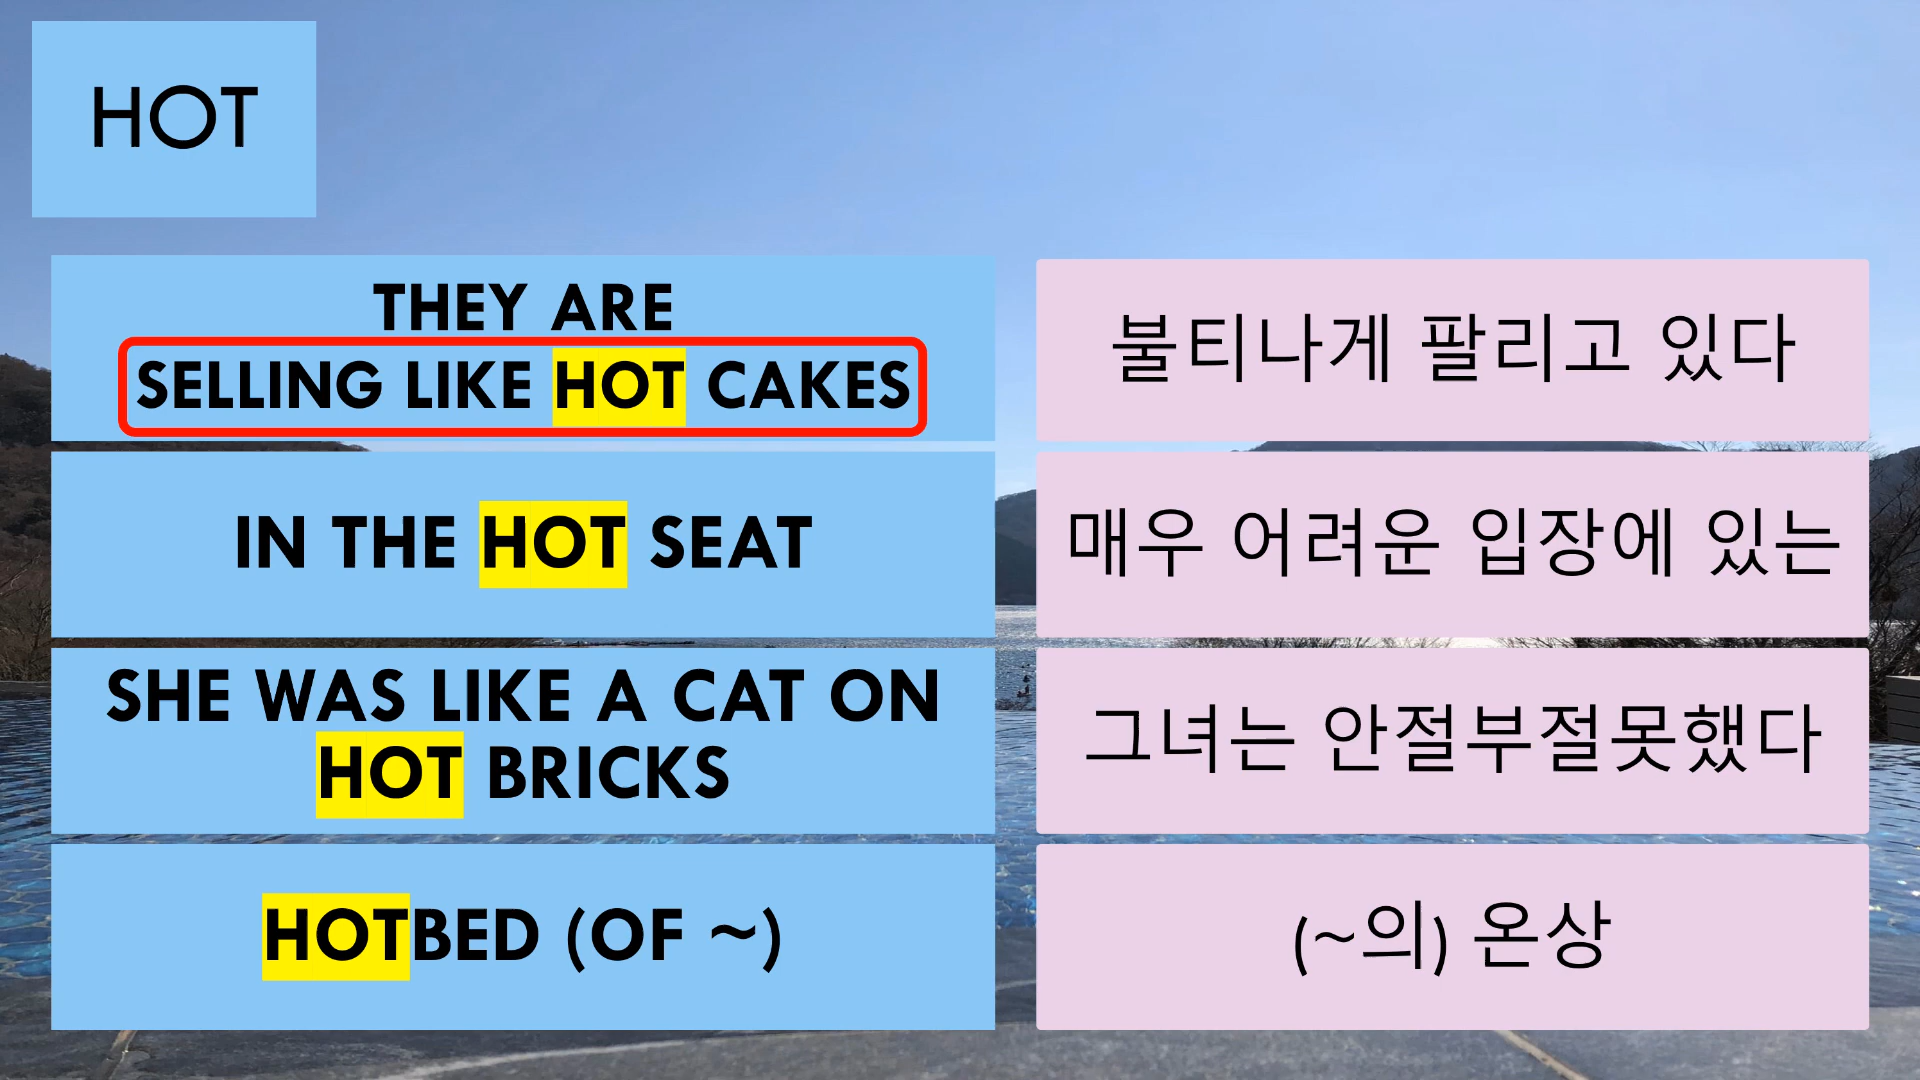 HOT
THEY ARE
SELLING LIKE HOT CAKES
불티나게 팔리고 있다
IN THE HOT SEAT
매우 어려운 입장에 있는
SHE WAS LIKE A CAT ON
HOT BRICKS
그녀는 안절부절못했다
HOTBED (OF ~)
(~의) 온상